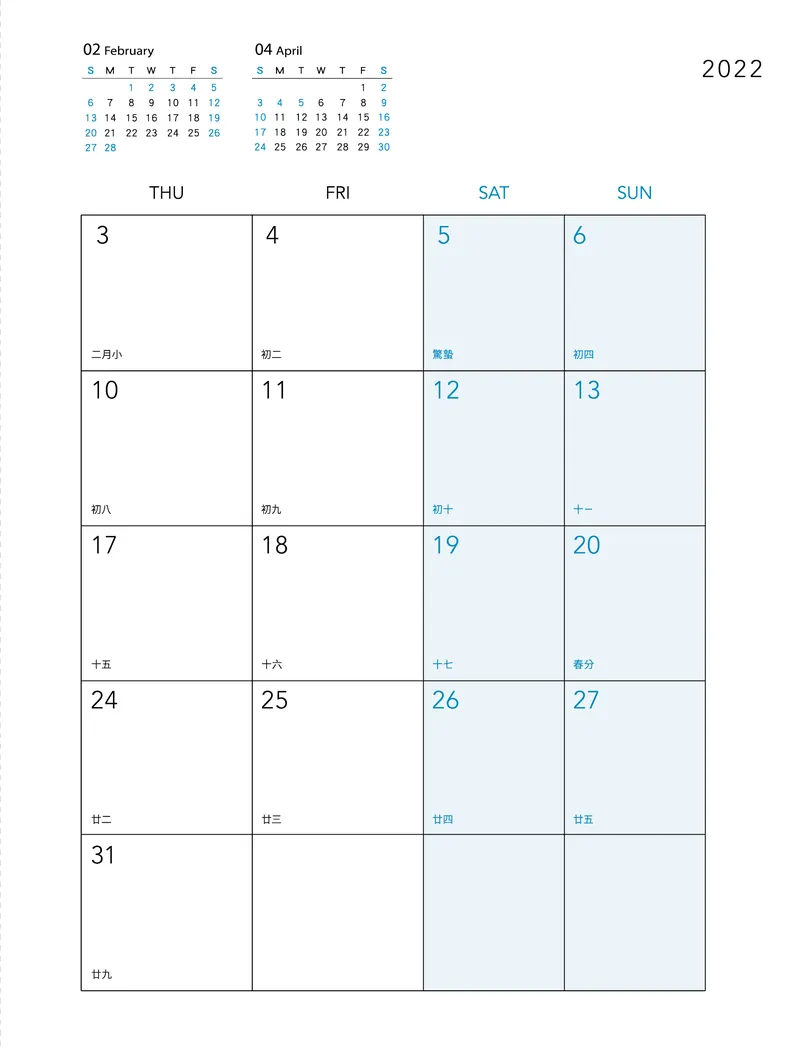 02 February
S M T W T F S
1 2 3 4 5
6 7 8 9 10 11 12
13 14 15 16 17 18 19
20 21 22 23 24 25 26
27 28
04 April
S M T W T F S
1 2
3 4 5 6 7 8 9
10 11 12 13 14 15 16
17 18 19 20 21 22 23
24 25 26 27 28 29 30
2022
THU FRI SAT SUN
3 4 5 6
二月小 初二 驚蟄 初四
10 11 12 13
初八 初九 初十 十一
17 18 19 20
十五 十六 十七 春分
24 25 26 27
廿二 廿三 廿四 廿五
31
廿九